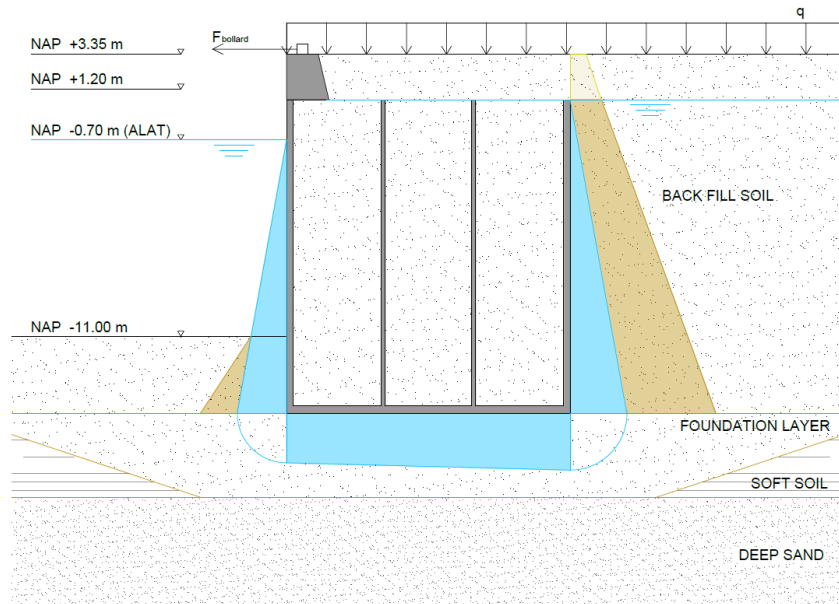 q
F bollard
NAP +3.35 m
NAP +1.20 m
NAP -0.70 m (ALAT)
BACK FILL SOIL
NAP -11.00 m
FOUNDATION LAYER
SOFT SOIL
DEEP SAND